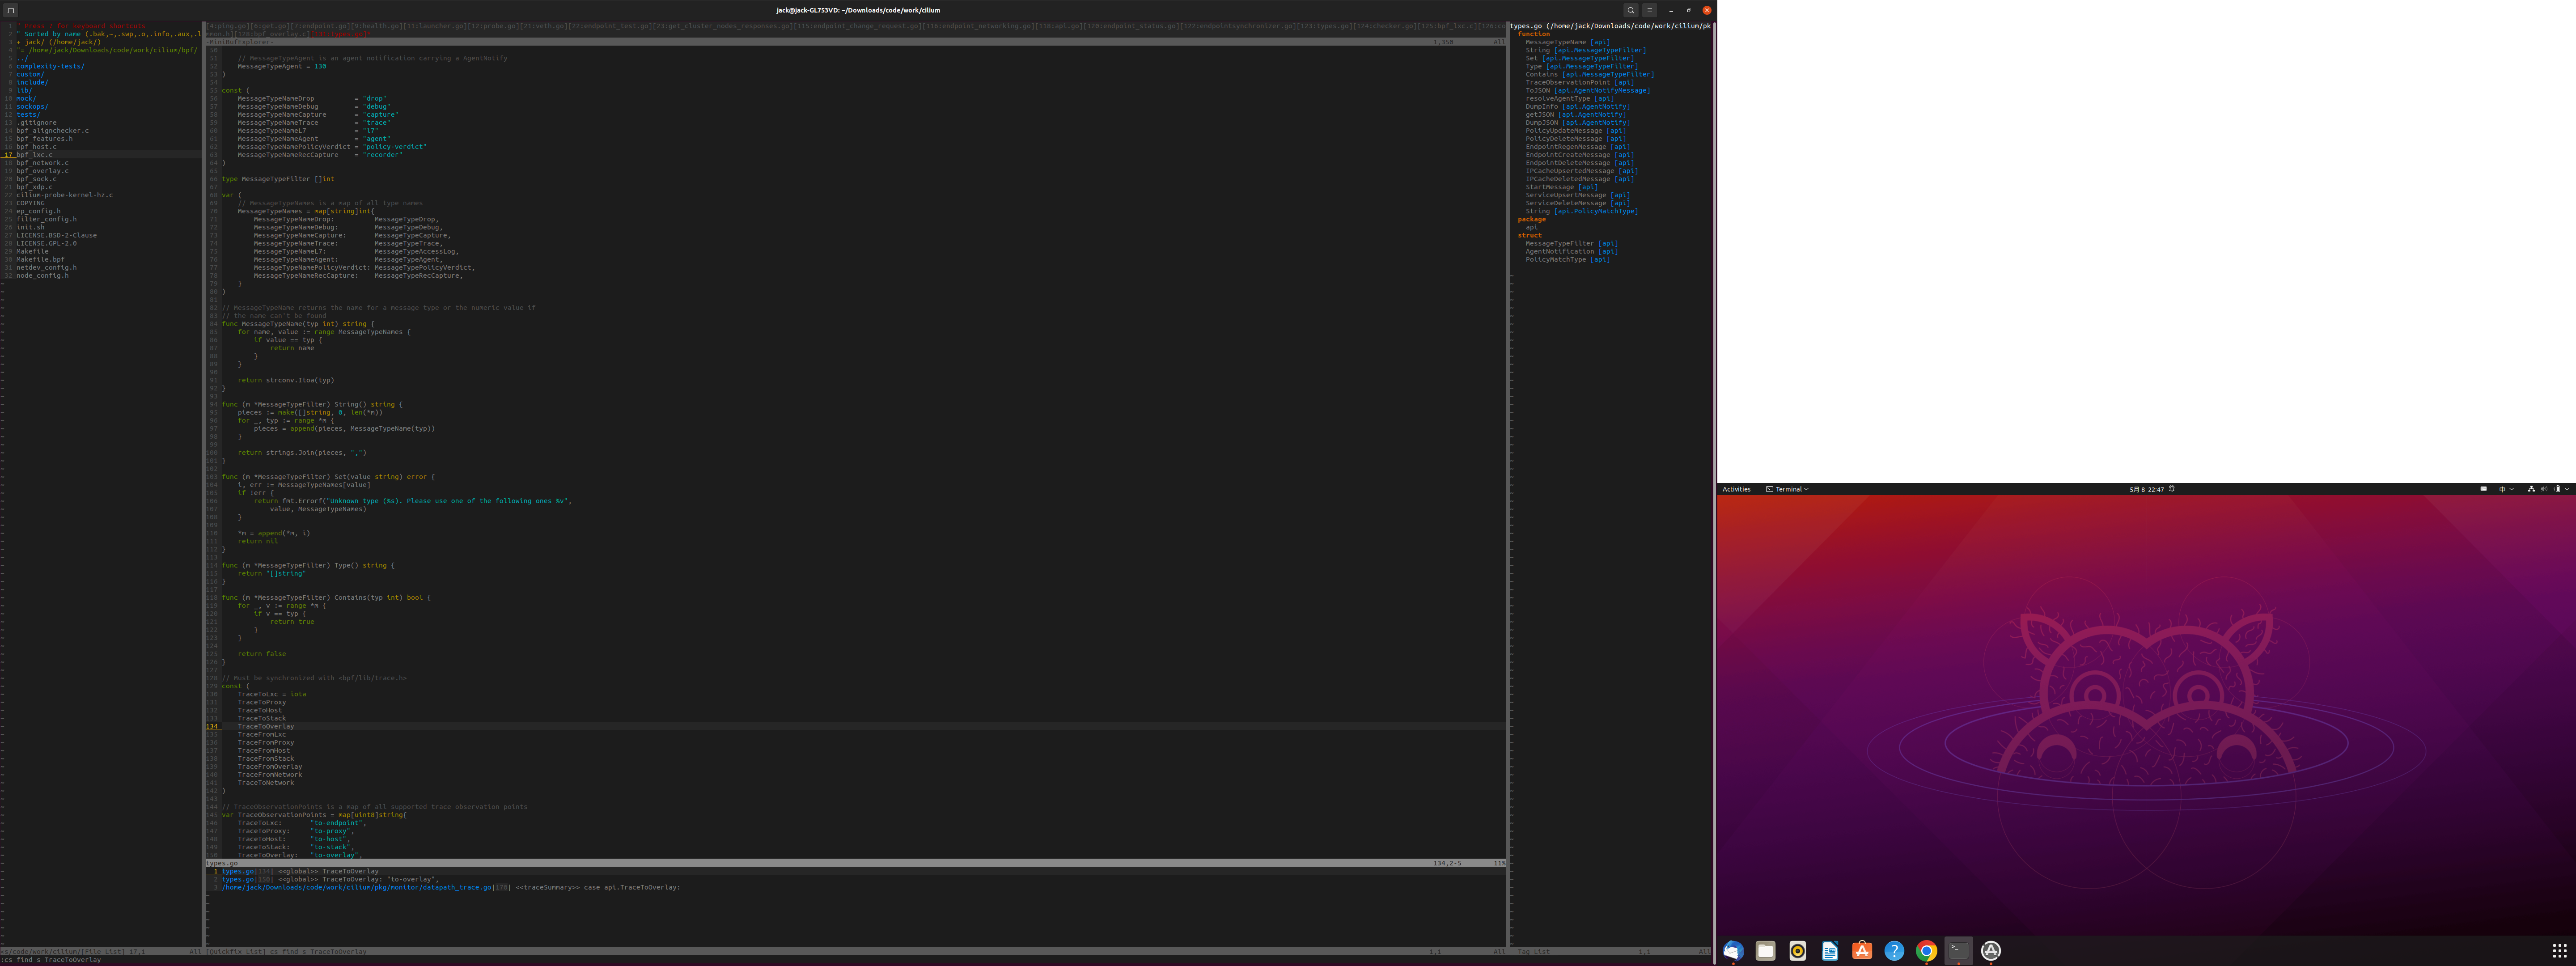 jack@jack-GL753VD: ~/Downloads/code/work/cilium
1 " Press ? for keyboard shortcuts
2 " Sorted by name (.bak,~,.swp,.o,.info,.aux,.l
3 + jack/ (/home/jack/)
4 "= /home/jack/Downloads/code/work/cilium/bpf/
5 ../
6 complexity-tests/
7 custom/
8 include/
9 lib/
10 mock/
11 sockops/
12 tests/
13 .gitignore
14 bpf_alignchecker.c
15 bpf_features.h
16 bpf_host.c
17 bpf_lxc.c
18 bpf_network.c
19 bpf_overlay.c
20 bpf_sock.c
21 bpf_xdp.c
22 cilium-probe-kernel-hz.c
23 COPYING
24 ep_config.h
25 filter_config.h
26 init.sh
27 LICENSE.BSD-2-Clause
28 LICENSE.GPL-2.0
29 Makefile
30 Makefile.bpf
31 netdev_config.h
32 node_config.h
-MiniBufExplorer- 1,350 All
50
51 // MessageTypeAgent is an agent notification carrying a AgentNotify
52 MessageTypeAgent = 130
53 )
54
55 const (
56 MessageTypeNameDrop = "drop"
57 MessageTypeNameDebug = "debug"
58 MessageTypeNameCapture = "capture"
59 MessageTypeNameTrace = "trace"
60 MessageTypeNameL7 = "l7"
61 MessageTypeNameAgent = "agent"
62 MessageTypeNamePolicyVerdict = "policy-verdict"
63 MessageTypeNameRecCapture = "recorder"
64 )
65
66 type MessageTypeFilter []int
67
68 var (
69 // MessageTypeNames is a map of all type names
70 MessageTypeNames = map[string]int{
71 MessageTypeNameDrop: MessageTypeDrop,
72 MessageTypeNameDebug: MessageTypeDebug,
73 MessageTypeNameCapture: MessageTypeCapture,
74 MessageTypeNameTrace: MessageTypeTrace,
75 MessageTypeNameL7: MessageTypeAccessLog,
76 MessageTypeNameAgent: MessageTypeAgent,
77 MessageTypeNamePolicyVerdict: MessageTypePolicyVerdict,
78 MessageTypeNameRecCapture: MessageTypeRecCapture,
79 }
80 )
81
82 // MessageTypeName returns the name for a message type or the numeric value if
83 // the name can't be found
84 func MessageTypeName(typ int) string {
85 for name, value := range MessageTypeNames {
86 if value == typ {
87 return name
88 }
89 }
90
91 return strconv.Itoa(typ)
92 }
93
94 func (m *MessageTypeFilter) String() string {
95 pieces := make([]string, 0, len(*m))
96 for _, typ := range *m {
97 pieces = append(pieces, MessageTypeName(typ))
98 }
99
100 return strings.Join(pieces, ",")
101 }
102
103 func (m *MessageTypeFilter) Set(value string) error {
104 i, err := MessageTypeNames[value]
105 if !err {
106 return fmt.Errorf("Unknown type (%s). Please use one of the following ones %v",
107 value, MessageTypeNames)
108 }
109
110 *m = append(*m, i)
111 return nil
112 }
113
114 func (m *MessageTypeFilter) Type() string {
115 return "[]string"
116 }
117
118 func (m *MessageTypeFilter) Contains(typ int) bool {
119 for _, v := range *m {
120 if v == typ {
121 return true
122 }
123 }
124
125 return false
126 }
127
128 // Must be synchronized with <bpf/lib/trace.h>
129 const (
130 TraceToLxc = iota
131 TraceToProxy
132 TraceToHost
133 TraceToStack
134 TraceToOverlay
135 TraceFromLxc
136 TraceFromProxy
137 TraceFromHost
138 TraceFromStack
139 TraceFromOverlay
140 TraceFromNetwork
141 TraceToNetwork
142 )
143
144 // TraceObservationPoints is a map of all supported trace observation points
145 var TraceObservationPoints = map[uint8]string{
146 TraceToLxc: "to-endpoint",
147 TraceToProxy: "to-proxy",
148 TraceToHost: "to-host",
149 TraceToStack: "to-stack",
150 TraceToOverlay: "to-overlay",
types.go 134,2-5 11%
1 types.go|134| <<global>> TraceToOverlay
2 types.go|150| <<global>> TraceToOverlay: "to-overlay",
3 /home/jack/Downloads/code/work/cilium/pkg/monitor/datapath_trace.go| <<traceSummary>> case api.TraceToOverlay:
types.go (/home/jack/Downloads/code/work/cilium/pk
function
MessageTypeName [api]
String [api.MessageTypeFilter]
Set [api.MessageTypeFilter]
Type [api.MessageTypeFilter]
Contains [api.MessageTypeFilter]
TraceObservationPoint [api]
ToJSON [api.AgentNotifyMessage]
resolveAgentType [api]
DumpInfo [api.AgentNotify]
getJSON [api.AgentNotify]
DumpJSON [api.AgentNotify]
PolicyUpdateMessage [api]
PolicyDeleteMessage [api]
EndpointRegenMessage [api]
EndpointCreateMessage [api]
EndpointDeleteMessage [api]
IPCacheUpsertedMessage [api]
IPCacheDeletedMessage [api]
StartMessage [api]
ServiceUpsertMessage [api]
ServiceDeleteMessage [api]
String [api.PolicyMatchType]
package
api
struct
MessageTypeFilter [api]
AgentNotification [api]
PolicyMatchType [api]
<s/code/work/cilium/[File List] 17,1 All
[Quickfix List] cs find s TraceToOverlay 1,1 All
__Tag_List__ 1,1 All
:cs find s TraceToOverlay
Activities Terminal 5月 8 22:47 中